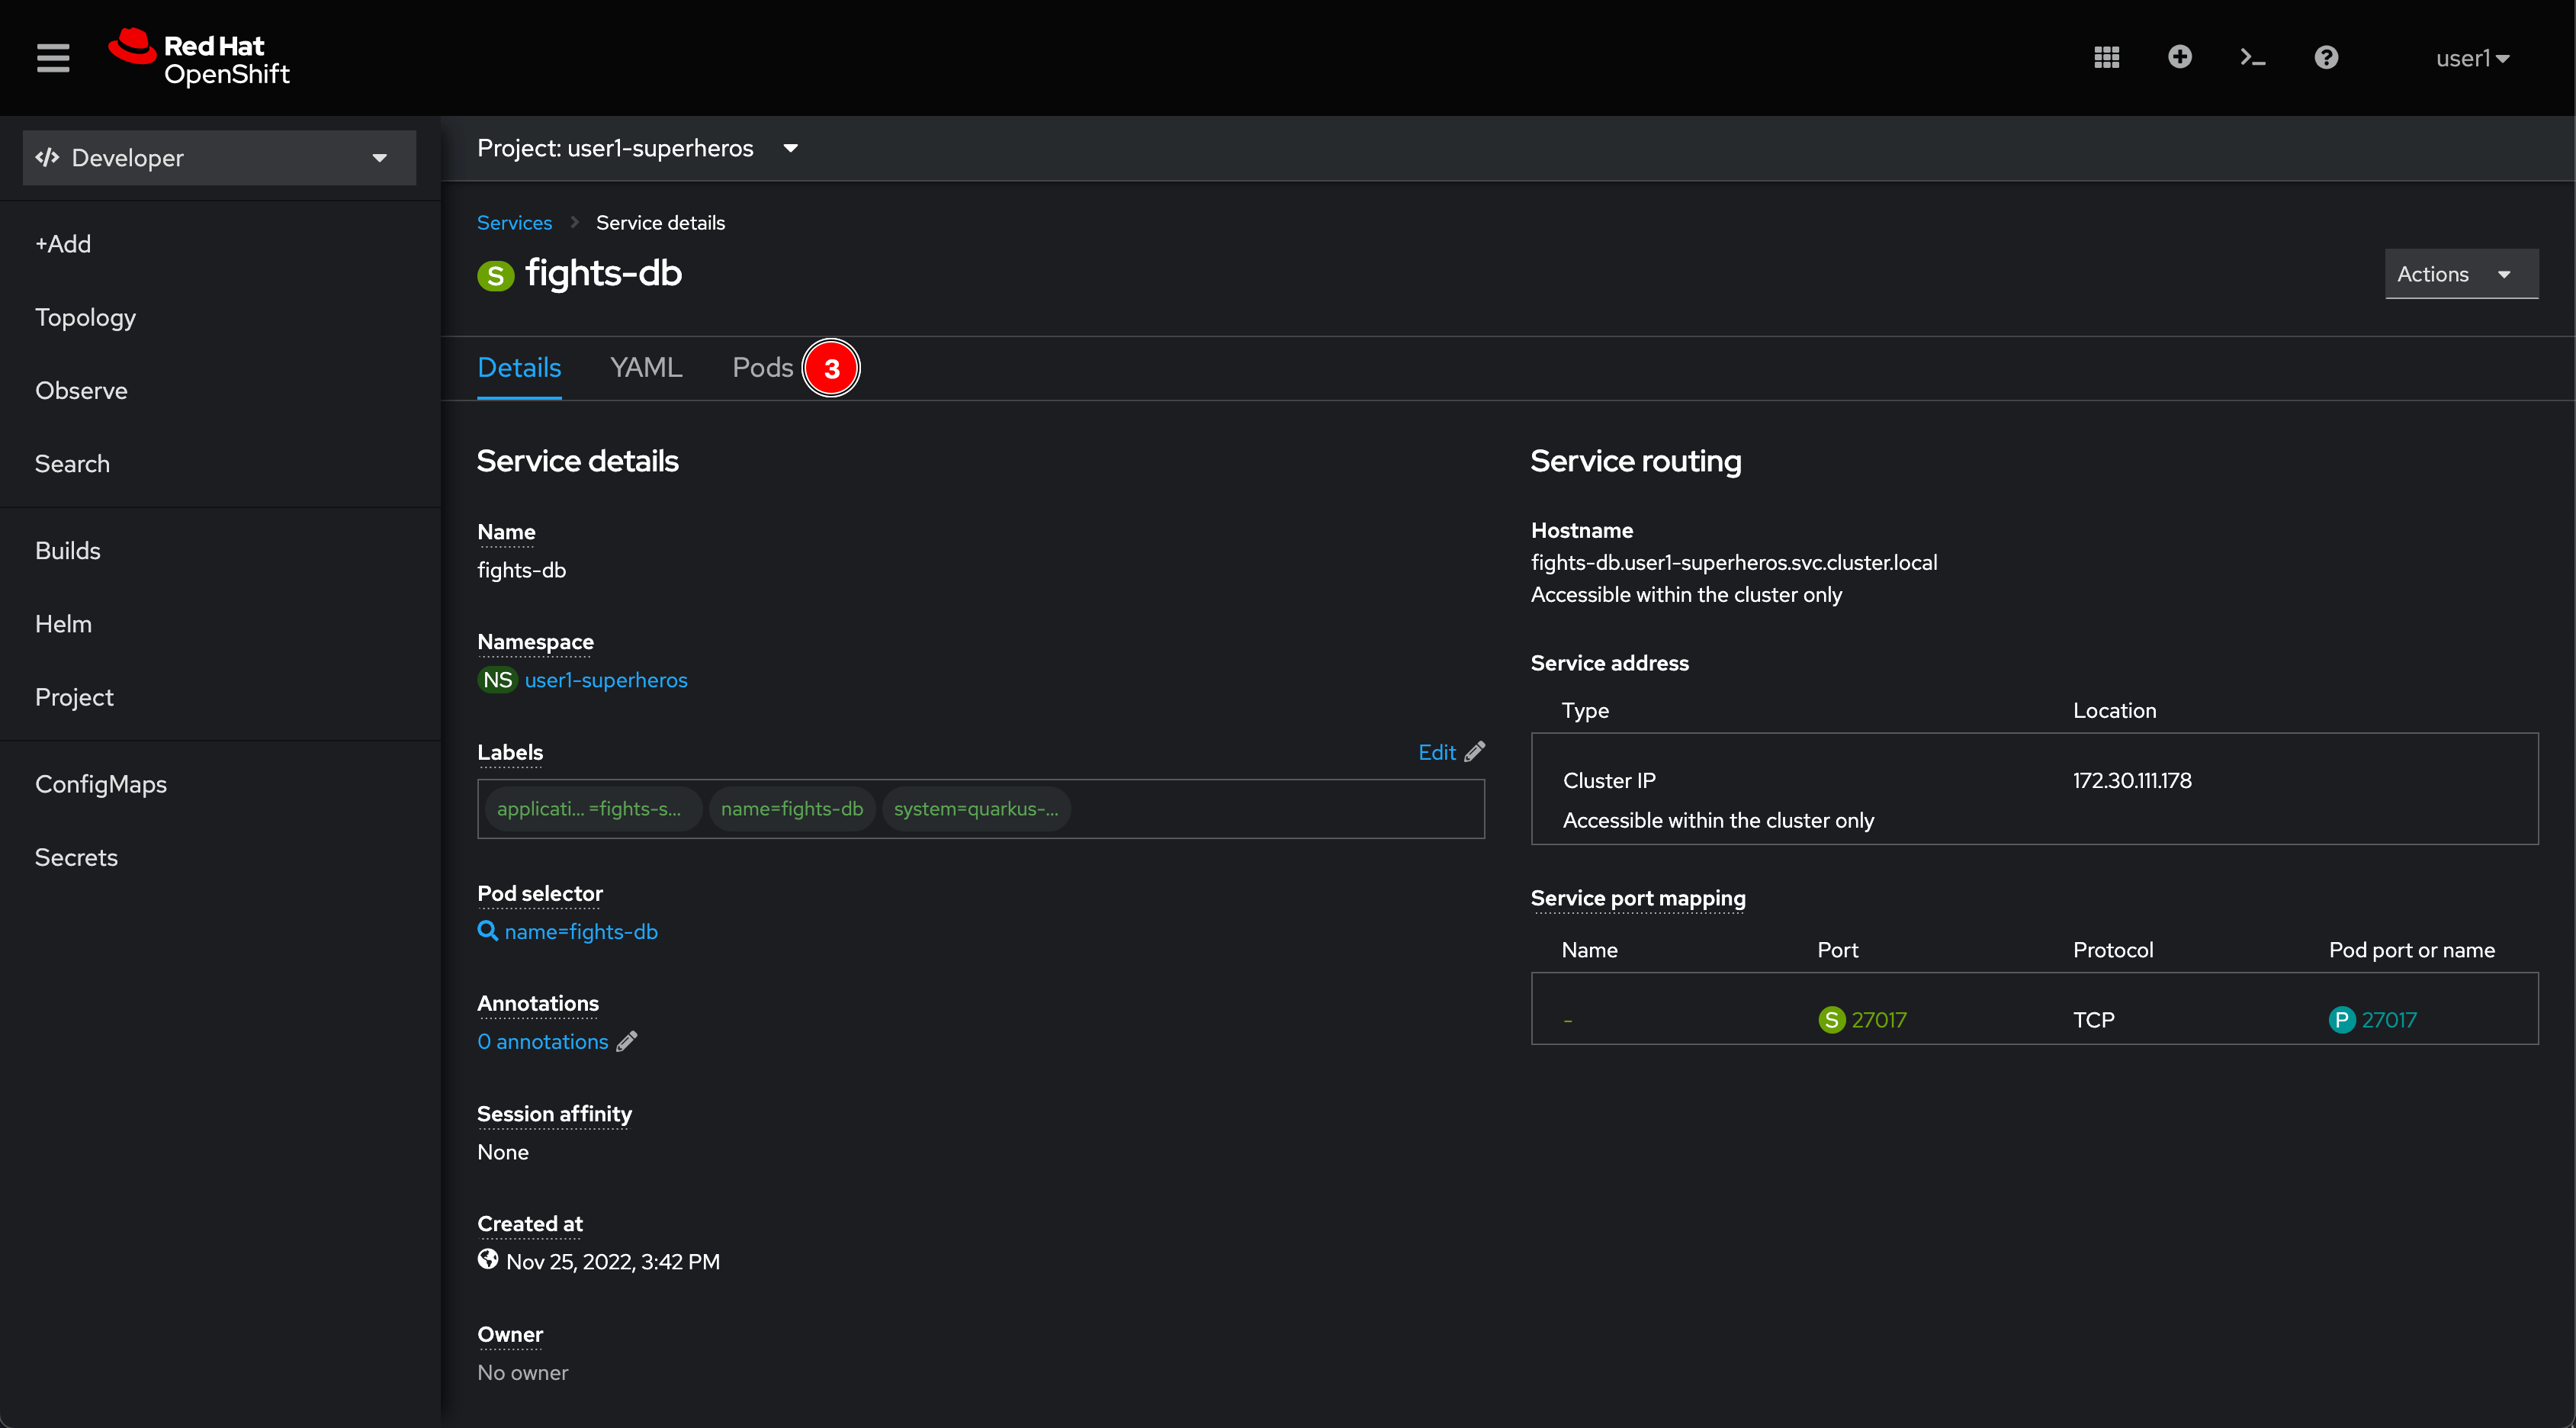 Red Hat
OpenShift
user1
Developer
Project: user1-superheros
+Add
Topology
Observe
Search
Builds
Helm
Project
ConfigMaps
Secrets
Services
Service details
S fights-db
Actions
Details YAML Pods 3
Service details
Name
fights-db
Namespace
NS user1-superheros
Labels
Edit
applicati... =fights-s... name=fights-db system=quarkus-...
Pod selector
name=fights-db
Annotations
0 annotations
Session affinity
None
Created at
Nov 25, 2022, 3:42 PM
Owner
No owner
Service routing
Hostname
fights-db.user1-superheros.svc.cluster.local
Accessible within the cluster only
Service address
Type Location
Cluster IP 172.30.111.178
Accessible within the cluster only
Service port mapping
Name Port Protocol Pod port or name
- S 27017 TCP P 27017